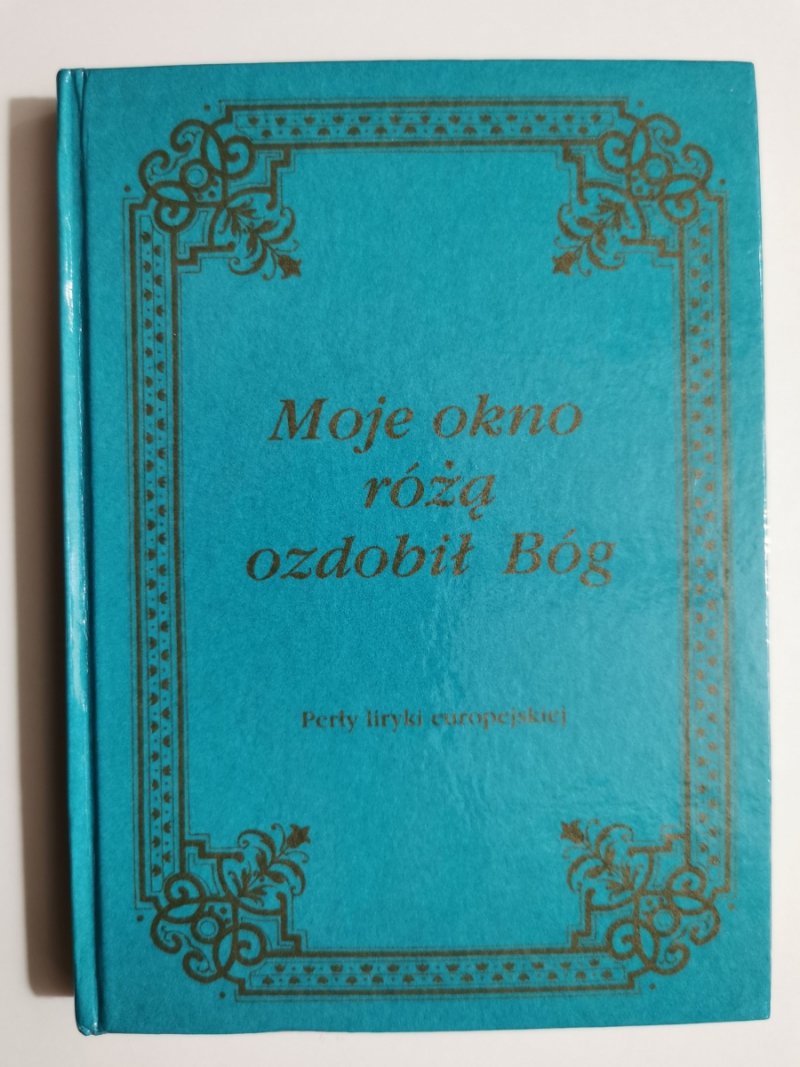 Moje okno
różą
ozdobił Bóg
Perły liryki europejskiej